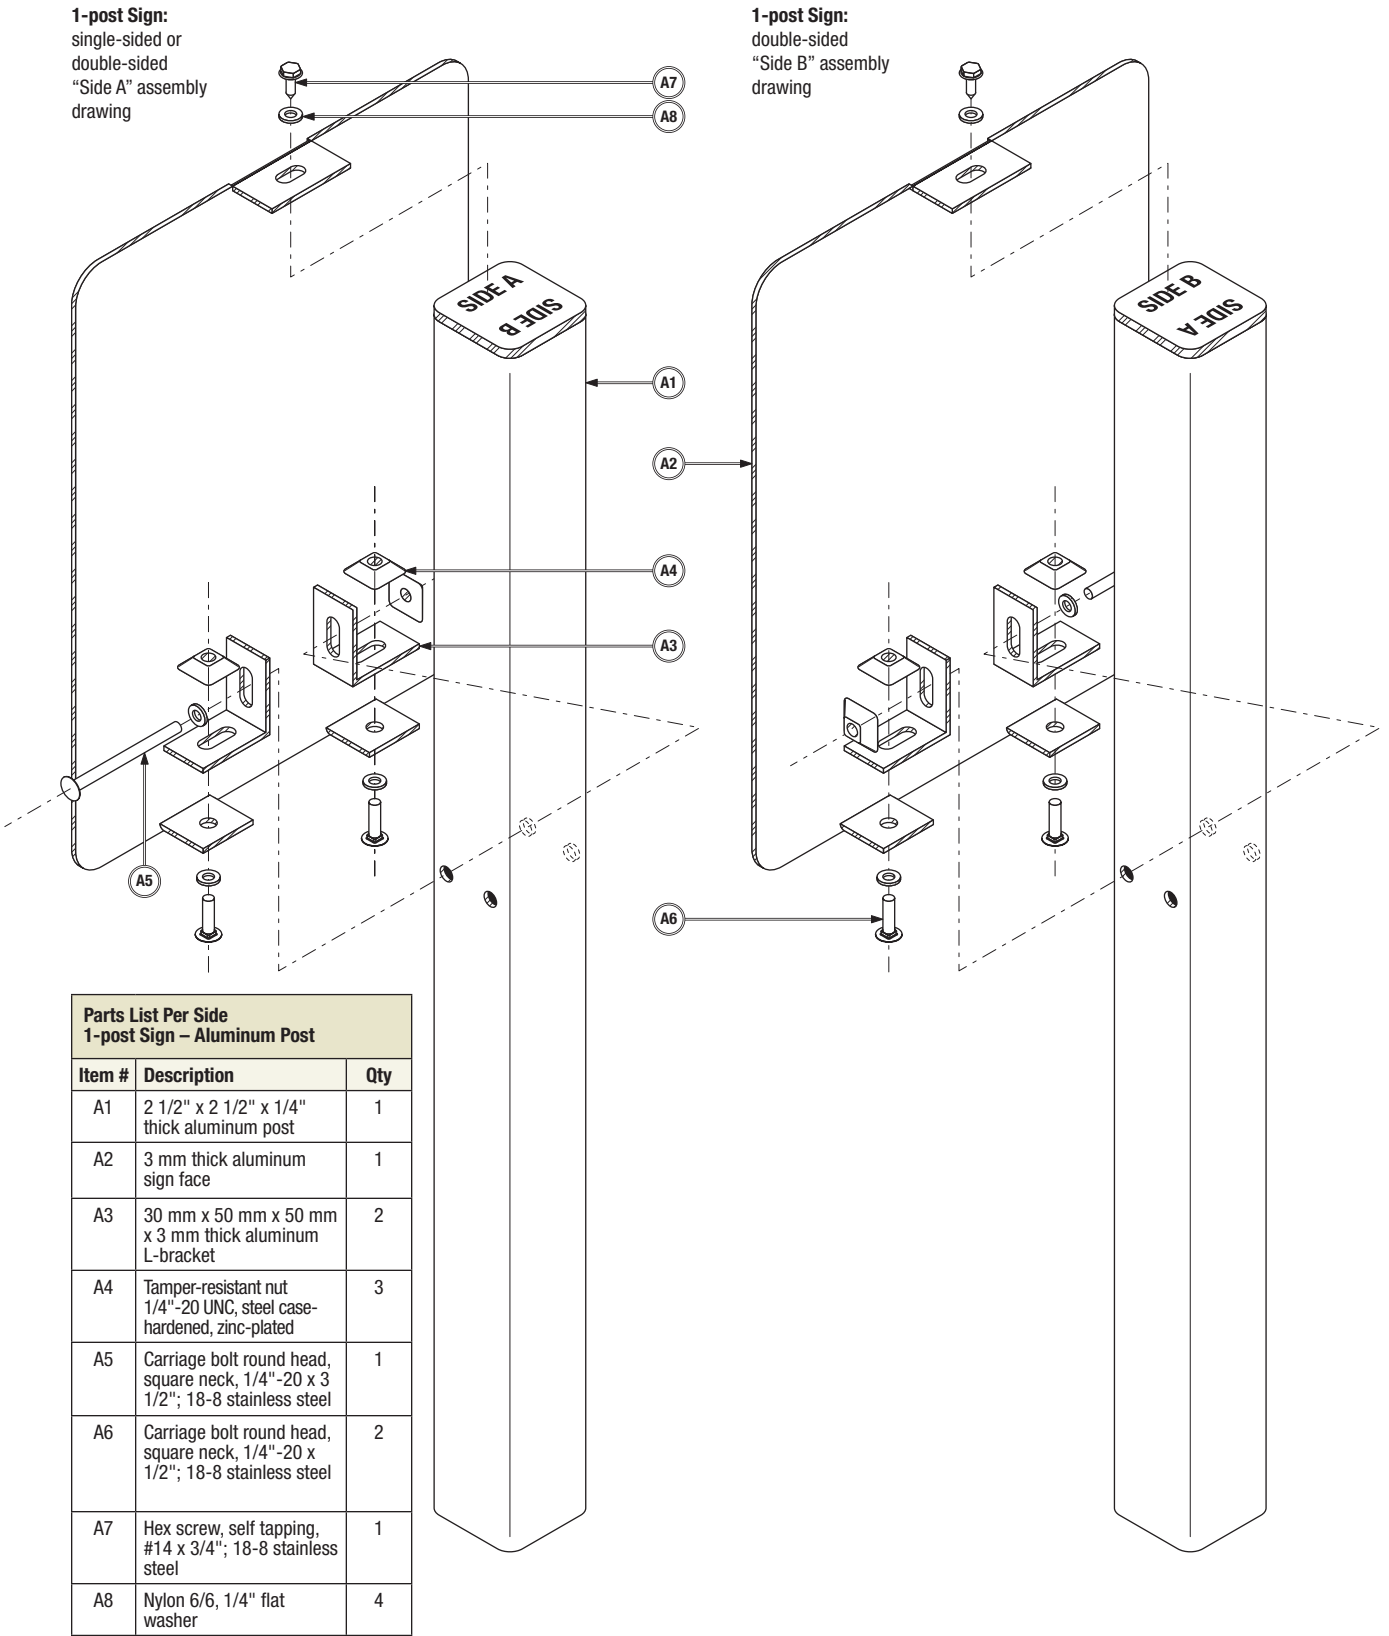 1-post Sign:
single-sided or
double-sided
“Side A” assembly
drawing
1-post Sign:
double-sided
“Side B” assembly
drawing
A7
A8
SIDE A
SIDE B
SIDE B
SIDE A
A1
A2
A4
A3
A5
A6
Parts List Per Side
1-post Sign – Aluminum Post
Item # Description Qty
A1 2 1/2" x 2 1/2" x 1/4" 1
thick aluminum post
A2 3 mm thick aluminum 1
sign face
A3 30 mm x 50 mm x 50 mm 2
x 3 mm thick aluminum
L-bracket
A4 Tamper-resistant nut 3
1/4"-20 UNC, steel case-
hardened, zinc-plated
A5 Carriage bolt round head, 1
square neck, 1/4"-20 x 3
1/2"; 18-8 stainless steel
A6 Carriage bolt round head, 2
square neck, 1/4"-20 x
1/2"; 18-8 stainless steel
A7 Hex screw, self tapping, 1
#14 x 3/4"; 18-8 stainless
steel
A8 Nylon 6/6, 1/4" flat 4
washer